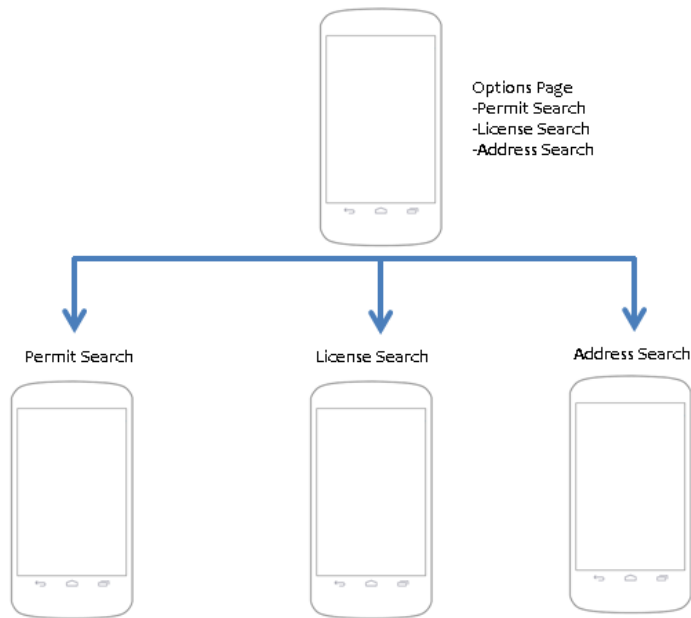 Options Page
-Permit Search
-License Search
-Address Search
Permit Search
License Search
Address Search